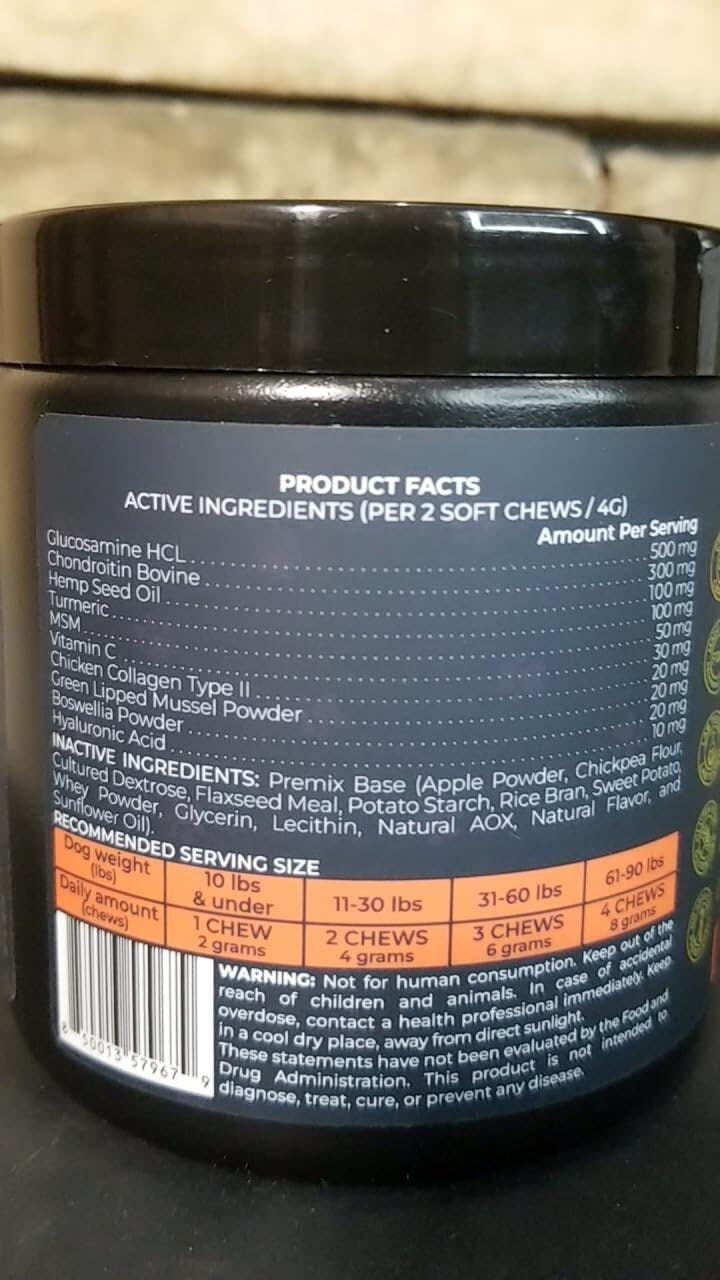 PRODUCT FACTS
ACTIVE INGREDIENTS (PER 2 SOFT CHEWS / 4G)
Amount Per Serving
Glucosamine HCL 500 mg
Chondroitin Bovine 300 mg
Hemp Seed Oil 100 mg
Turmeric 100 mg
MSM 50 mg
Vitamin C 30 mg
Chicken Collagen Type II 20 mg
Green Lipped Mussel Powder 20 mg
Boswellia Powder 20 mg
Hyaluronic Acid 10 mg
INACTIVE INGREDIENTS: Premix Base (Apple Powder, Chickpea Flour,
Cultured Dextrose, Flaxseed Meal, Potato Starch, Rice Bran, Sweet Potato,
Whey Powder, Glycerin, Lecithin, Natural AOX, Natural Flavor, and
Sunflower Oil).
RECOMMENDED SERVING SIZE
Dog weight (lbs) 10 lbs & under 11-30 lbs 31-60 lbs 61-90 lbs
Daily amount (chews) 1 CHEW 2 grams 2 CHEWS 4 grams 3 CHEWS 6 grams 4 CHEWS 8 grams
WARNING: Not for human consumption. Keep out of the
reach of children and animals. In case of accidental
overdose, contact a health professional immediately. Keep
in a cool dry place, away from direct sunlight.
These statements have not been evaluated by the Food and
Drug Administration. This product is not intended to
diagnose, treat, cure, or prevent any disease.
8 50013 57967 9